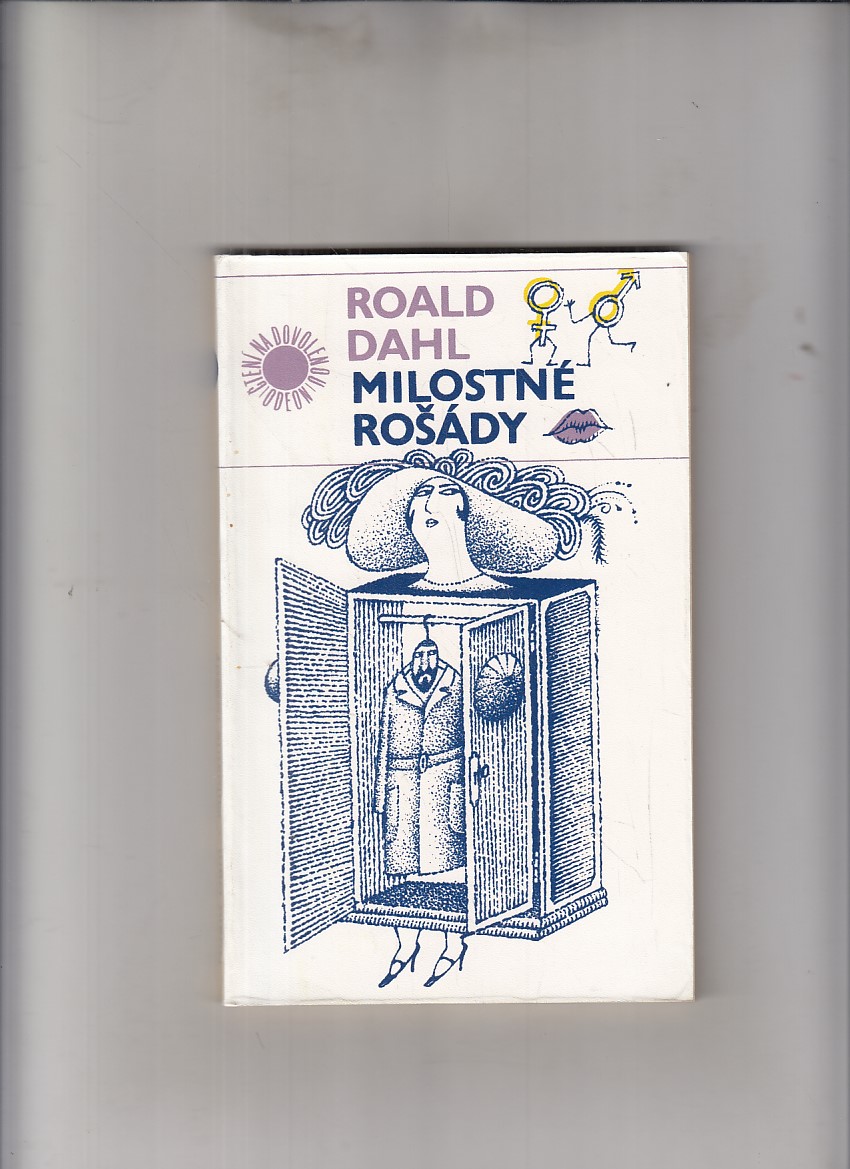 ROALD
DAHL
MILOSTNÉ
ROŠÁDY
ČTENÍ NA DOVOLENOU
ODEON